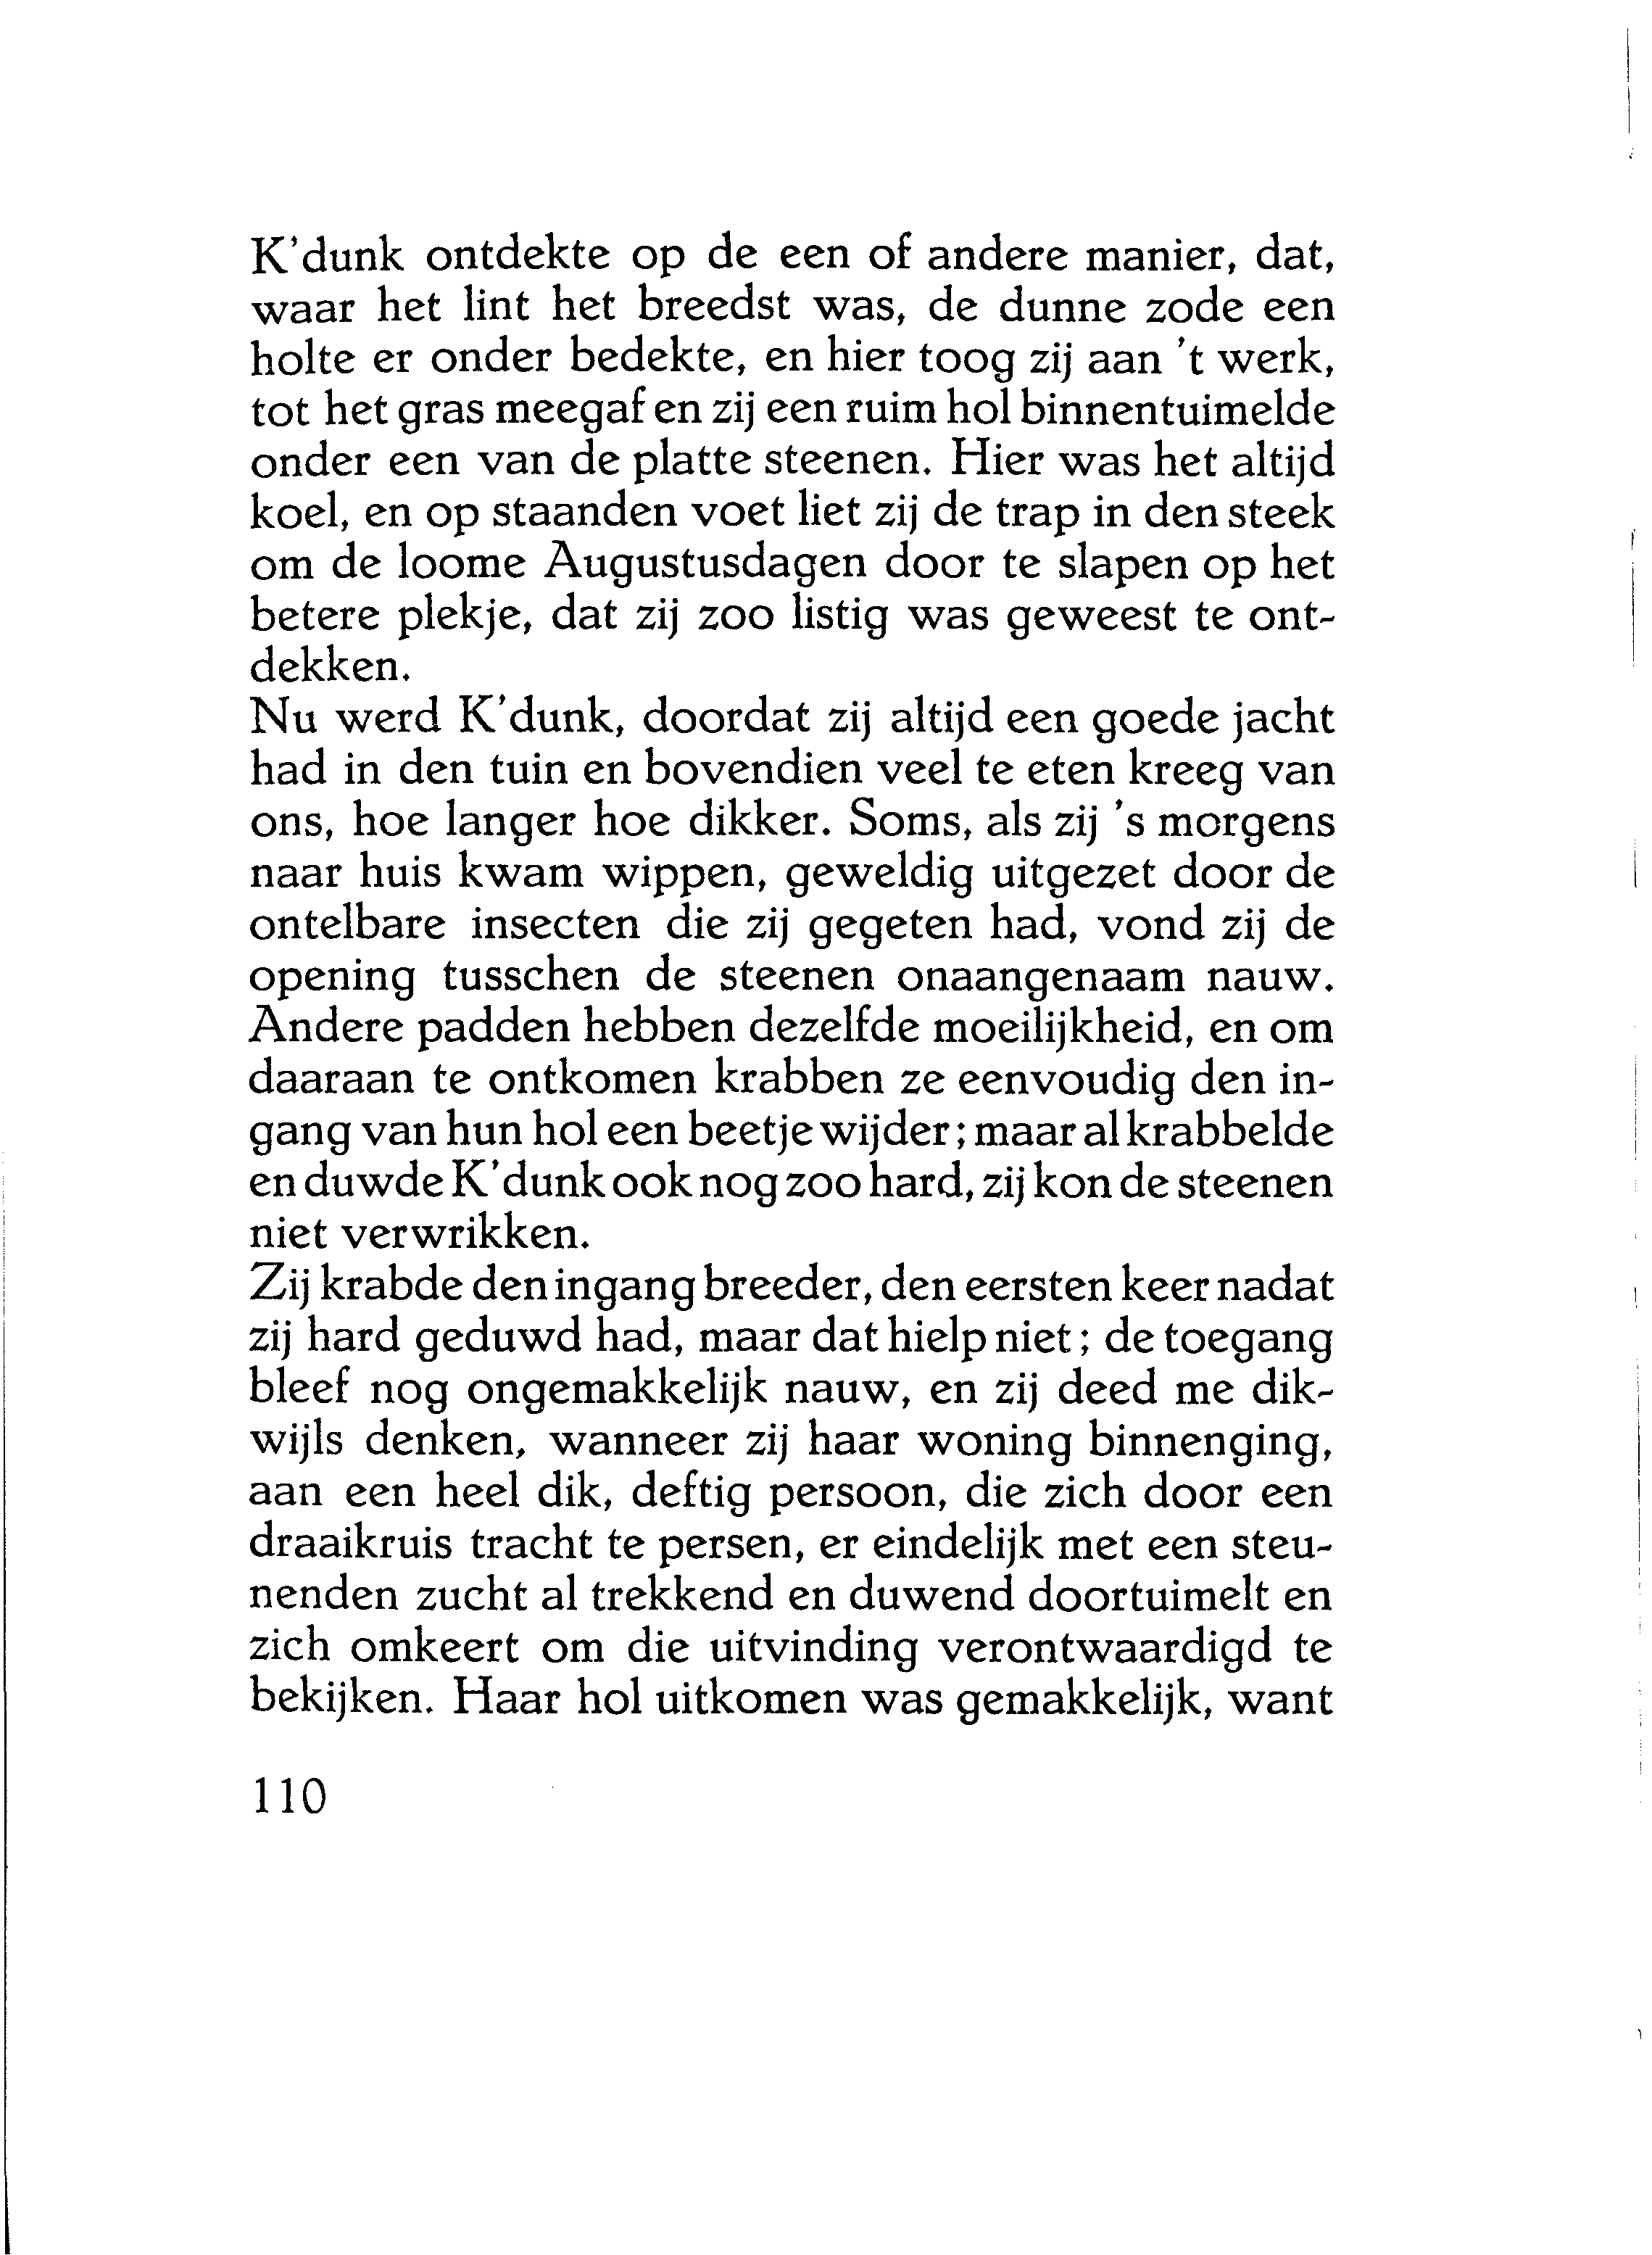 K'dunk ontdekte op de een of andere manier, dat,
waar het lint het breedst was, de dunne zode een
holte er onder bedekte, en hier toog zij aan 't werk,
tot het gras meegaf en zij een ruim hol binnentuimelde
onder een van de platte steenen. Hier was het altijd
koel, en op staanden voet liet zij de trap in den steek
om de loome Augustusdagen door te slapen op het
betere plekje, dat zij zoo listig was geweest te ont-
dekken.
Nu werd K'dunk, doordat zij altijd een goede jacht
had in den tuin en bovendien veel te eten kreeg van
ons, hoe langer hoe dikker. Soms, als zij 's morgens
naar huis kwam wippen, geweldig uitgezet door de
ontelbare insecten die zij gegeten had, vond zij de
opening tusschen de steenen onaangenaam nauw.
Andere padden hebben dezelfde moeilijkheid, en om
daaraan te ontkomen krabben ze eenvoudig den in-
gang van hun hol een beetje wijder; maar al krabbelde
en duwde K'dunk ook nog zoo hard, zij kon de steenen
niet verwrikken.
Zij krabde den ingang breeder, den eersten keer nadat
zij hard geduwd had, maar dat hielp niet; de toegang
bleef nog ongemakkelijk nauw, en zij deed me dik-
wijls denken, wanneer zij haar woning binnenging,
aan een heel dik, deftig persoon, die zich door een
draaikruis tracht te persen, er eindelijk met een steu-
nenden zucht al trekkend en duwend doortuimelt en
zich omkeert om die uitvinding verontwaardigd te
bekijken. Haar hol uitkomen was gemakkelijk, want
110